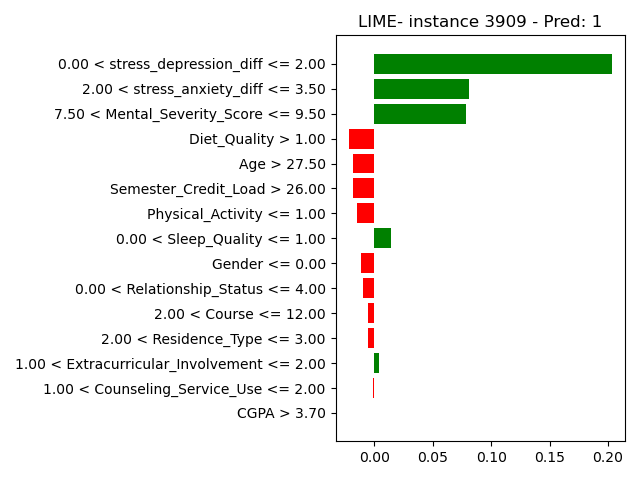 LIME- instance 3909 - Pred: 1
0.00 < stress_depression_diff <= 2.00
2.00 < stress_anxiety_diff <= 3.50
7.50 < Mental_Severity_Score <= 9.50
Diet_Quality > 1.00
Age > 27.50
Semester_Credit_Load > 26.00
Physical_Activity <= 1.00
0.00 < Sleep_Quality <= 1.00
Gender <= 0.00
0.00 < Relationship_Status <= 4.00
2.00 < Course <= 12.00
2.00 < Residence_Type <= 3.00
1.00 < Extracurricular_Involvement <= 2.00
1.00 < Counseling_Service_Use <= 2.00
CGPA > 3.70
0.00 0.05 0.10 0.15 0.20